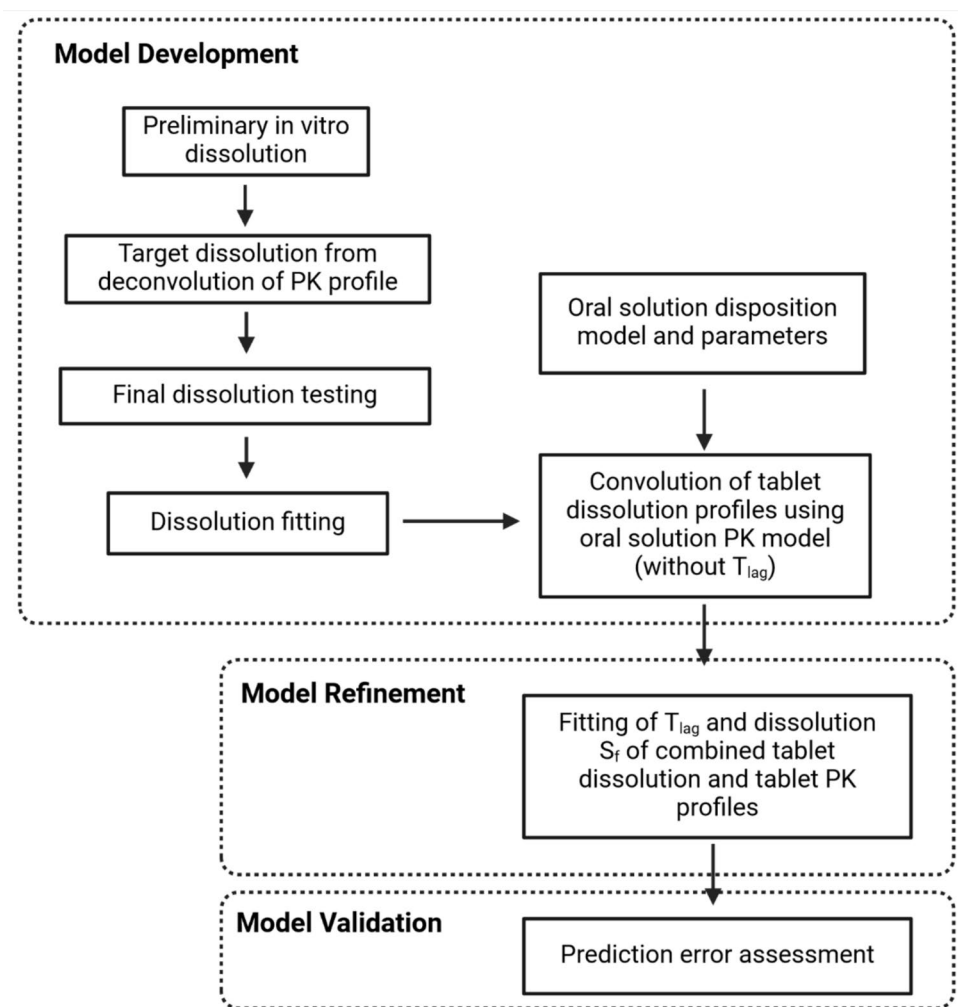 Model Development
Preliminary in vitro
dissolution
Target dissolution from
deconvolution of PK profile
Final dissolution testing
Dissolution fitting
Oral solution disposition
model and parameters
Convolution of tablet
dissolution profiles using
oral solution PK model
(without Tlag)
Model Refinement
Fitting of Tlag and dissolution
Sf of combined tablet
dissolution and tablet PK
profiles
Model Validation
Prediction error assessment